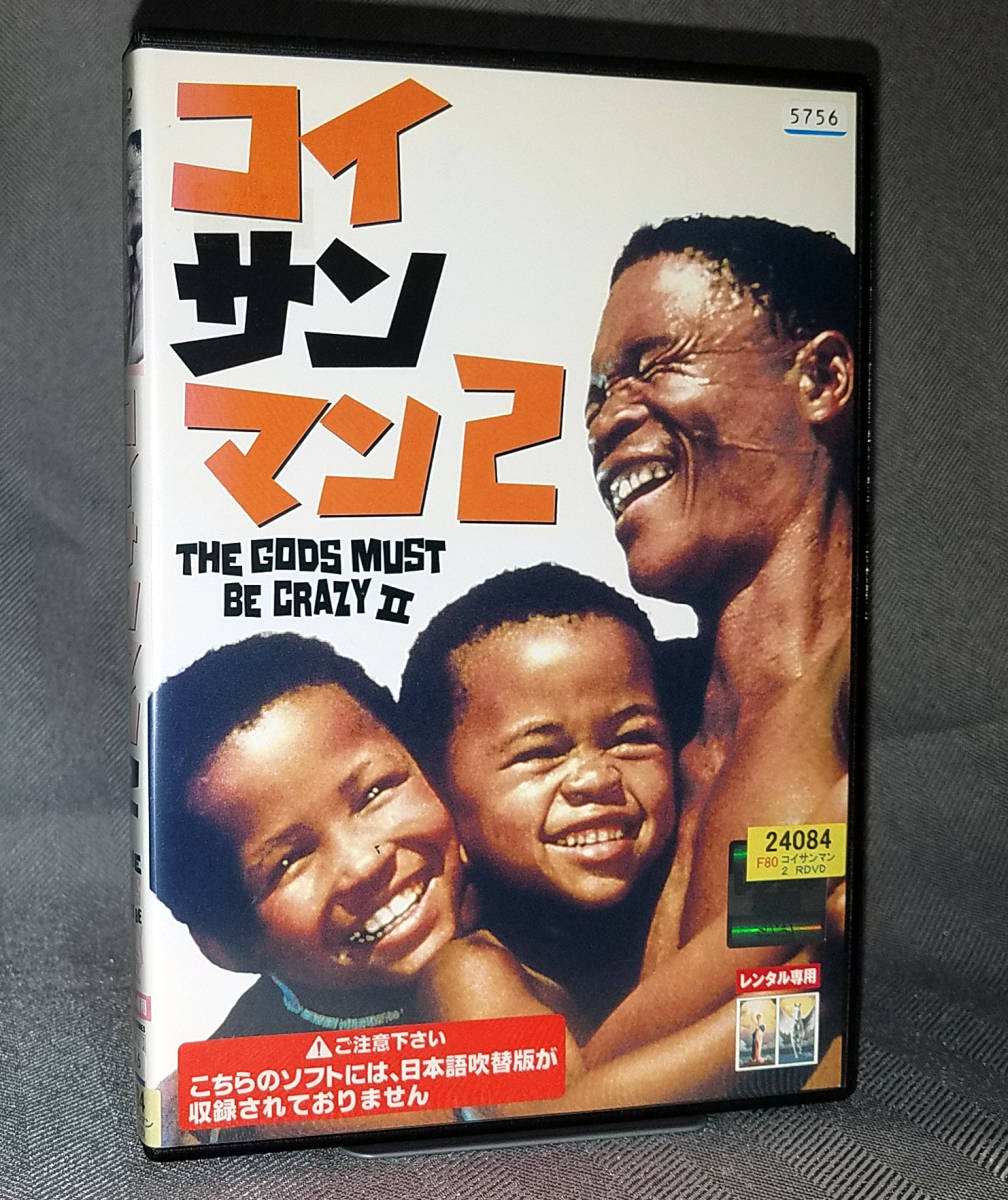 コイ
サン
マン2
THE GODS MUST
BE CRAZY II
5756
24084
F80 コイサンマン
2 RDVD
レンタル専用
ご注意下さい
こちらのソフトには、日本語吹替版が
収録されておりません